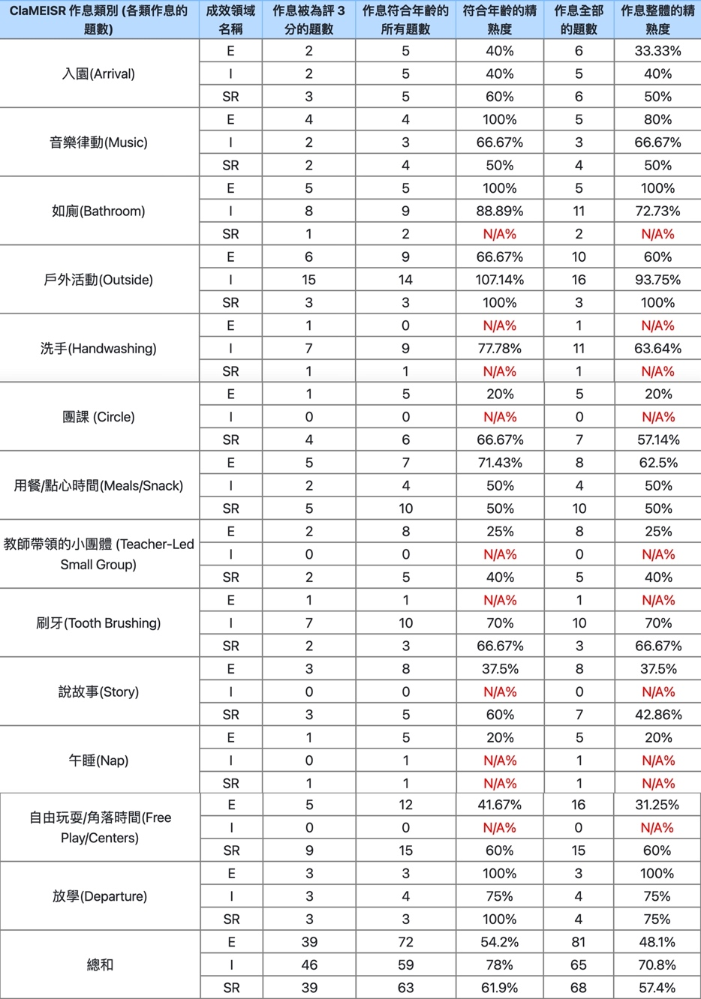 ClaMEISR 作息類別 (各類作息的題數) 成效領域名稱 作息被為評 3 分的題數 作息符合年齡的所有題數 符合年齡的精熟度 作息全部的題數 作息整體的精熟度
入園(Arrival) E 2 5 40% 6 33.33%
I 2 5 40% 5 40%
SR 3 5 60% 6 50%
音樂律動(Music) E 4 4 100% 5 80%
I 2 3 66.67% 3 66.67%
SR 2 4 50% 4 50%
如廁(Bathroom) E 5 5 100% 5 100%
I 8 9 88.89% 11 72.73%
SR 1 2 N/A% 2 N/A%
戶外活動(Outside) E 6 9 66.67% 10 60%
I 15 14 107.14% 16 93.75%
SR 3 3 100% 3 100%
洗手(Handwashing) E 1 0 N/A% 1 N/A%
I 7 9 77.78% 11 63.64%
SR 1 1 N/A% 1 N/A%
團課 (Circle) E 1 5 20% 5 20%
I 0 0 N/A% 0 N/A%
SR 4 6 66.67% 7 57.14%
用餐/點心時間(Meals/Snack) E 5 7 71.43% 8 62.5%
I 2 4 50% 4 50%
SR 5 10 50% 10 50%
教師帶領的小團體 (Teacher-Led Small Group) E 2 8 25% 8 25%
I 0 0 N/A% 0 N/A%
SR 2 5 40% 5 40%
刷牙(Tooth Brushing) E 1 1 N/A% 1 N/A%
I 7 10 70% 10 70%
SR 2 3 66.67% 3 66.67%
說故事(Story) E 3 8 37.5% 8 37.5%
I 0 0 N/A% 0 N/A%
SR 3 5 60% 7 42.86%
午睡(Nap) E 1 5 20% 5 20%
I 0 1 N/A% 1 N/A%
SR 1 1 N/A% 1 N/A%
自由玩耍/角落時間(Free Play/Centers) E 5 12 41.67% 16 31.25%
I 0 0 N/A% 0 N/A%
SR 9 15 60% 15 60%
放學(Departure) E 3 3 100% 3 100%
I 3 4 75% 4 75%
SR 3 3 100% 4 75%
總和 E 39 72 54.2% 81 48.1%
I 46 59 78% 65 70.8%
SR 39 63 61.9% 68 57.4%